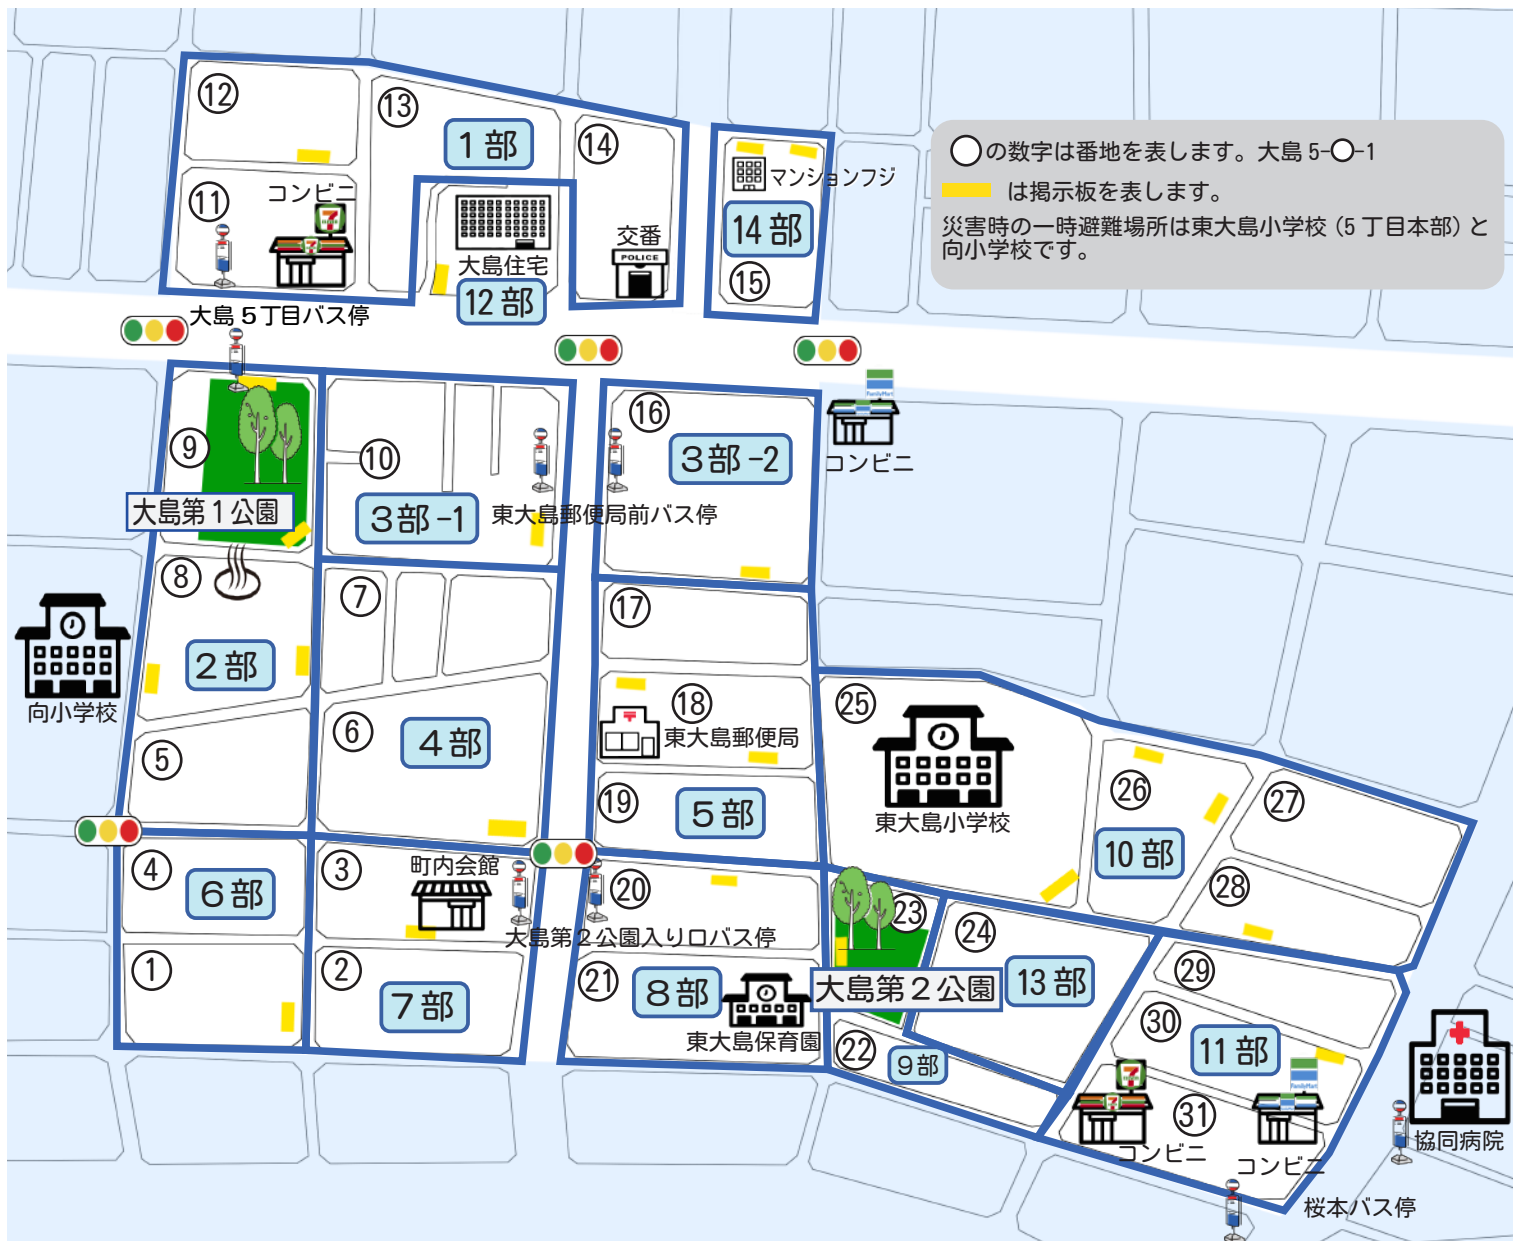 ⑫
⑬
1部
⑭
⑪
コンビニ
大島住宅
12部
交番
POLICE
マンションフジ
14部
⑮
○の数字は番地を表します。大島 5-○-1
は掲示板を表します。
災害時の一時避難場所は東大島小学校（5 丁目本部）と
向小学校です。
大島 5丁目バス停
⑨
大島第1公園
⑩
3部-1
東大島郵便局前バス停
⑯
3部-2
FamilyMart
コンビニ
⑧
2部
向小学校
⑦
⑤
⑥
4部
⑰
⑱
東大島郵便局
⑲
5部
㉕
東大島小学校
㉖
10部
㉗
㉘
④
6部
③
町内会館
⑳
大島第2公園入り口バス停
①
②
7部
㉑
8部
東大島保育園
㉓
大島第2公園
㉔
13部
㉒
9部
㉙
㉚
11部
FamilyMart
㉛
コンビニ
コンビニ
協同病院
桜本バス停